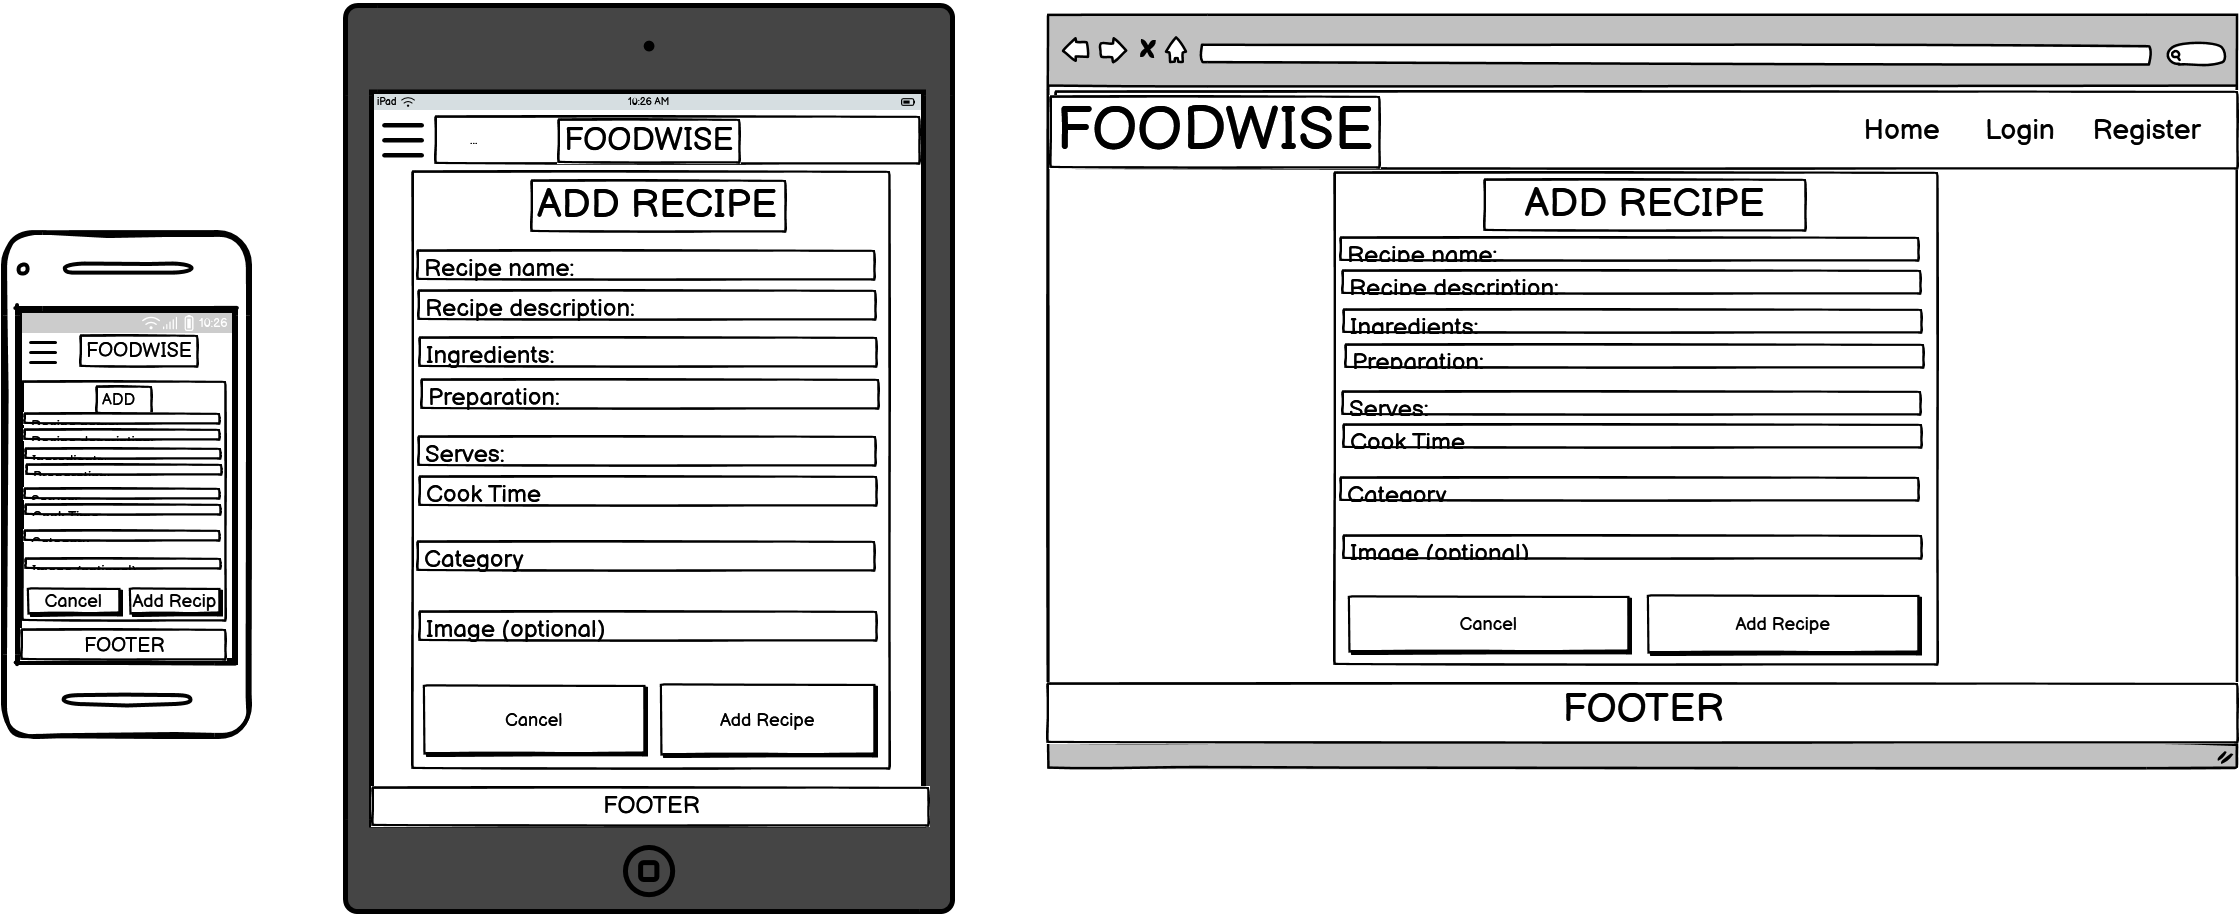 10:26
FOODWISE
ADD
Cancel
Add Recip
FOOTER
iPad
10:26 AM
...
FOODWISE
ADD RECIPE
Recipe name:
Recipe description:
Ingredients:
Preparation:
Serves:
Cook Time
Category
Image (optional)
Cancel
Add Recipe
FOOTER
FOODWISE
Home
Login
Register
ADD RECIPE
Recipe name:
Recipe description:
Ingredients:
Preparation:
Serves:
Cook Time
Category
Image (optional)
Cancel
Add Recipe
FOOTER